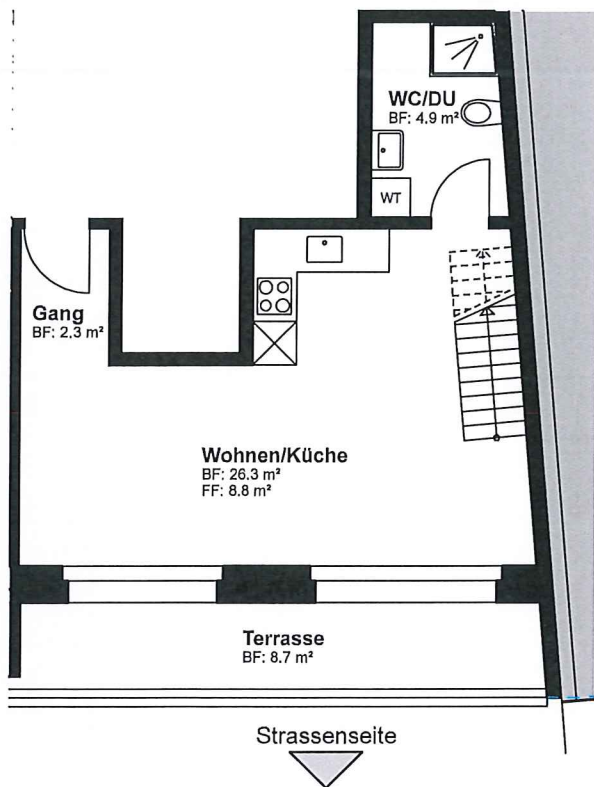 WC/DU
BF: 4.9 m²
WT
Gang
BF: 2.3 m²
Wohnen/Küche
BF: 26.3 m²
FF: 8.8 m²
Terrasse
BF: 8.7 m²
Strassenseite